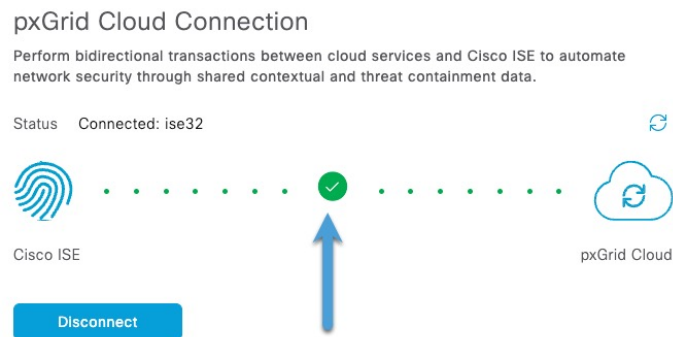 pxGrid Cloud Connection
Perform bidirectional transactions between cloud services and Cisco ISE to automate
network security through shared contextual and threat containment data.
Status Connected: ise32
Cisco ISE
pxGrid Cloud
Disconnect